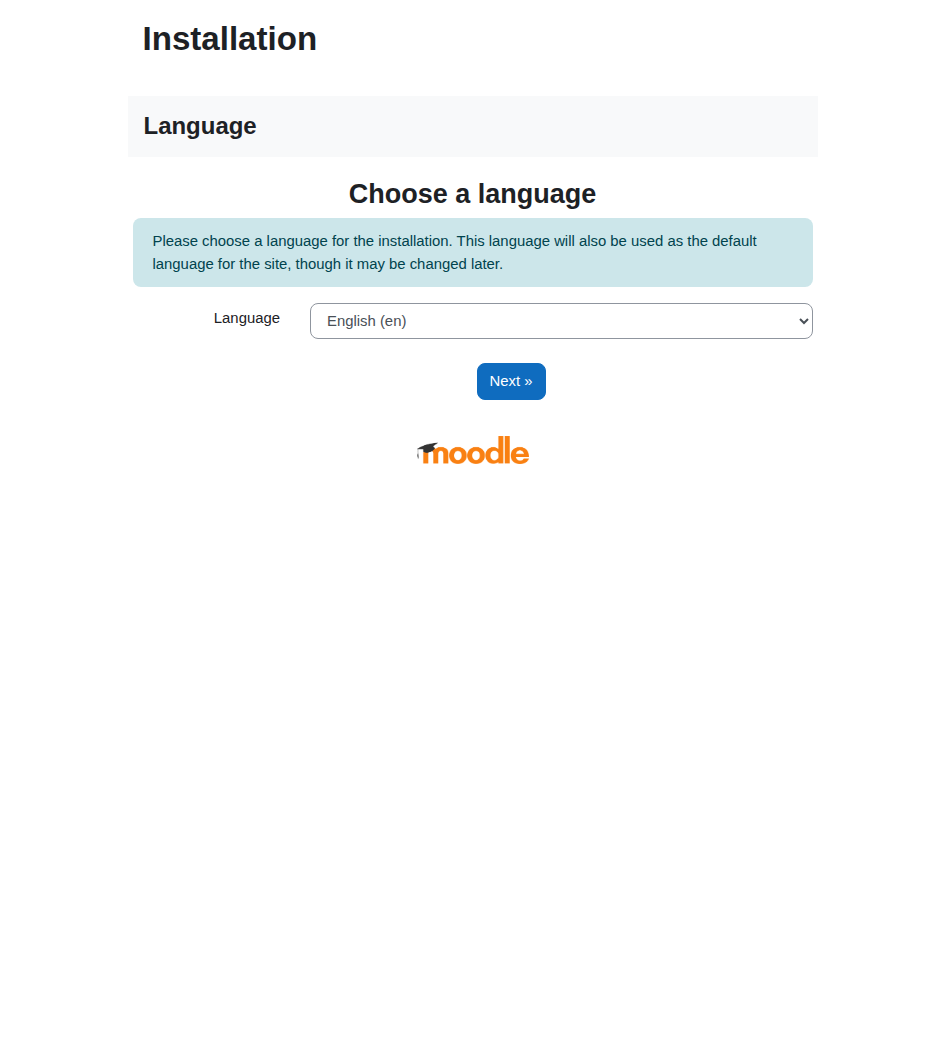 Installation
Language
Choose a language
Please choose a language for the installation. This language will also be used as the default
language for the site, though it may be changed later.
Language
English (en)
Next »
moodle